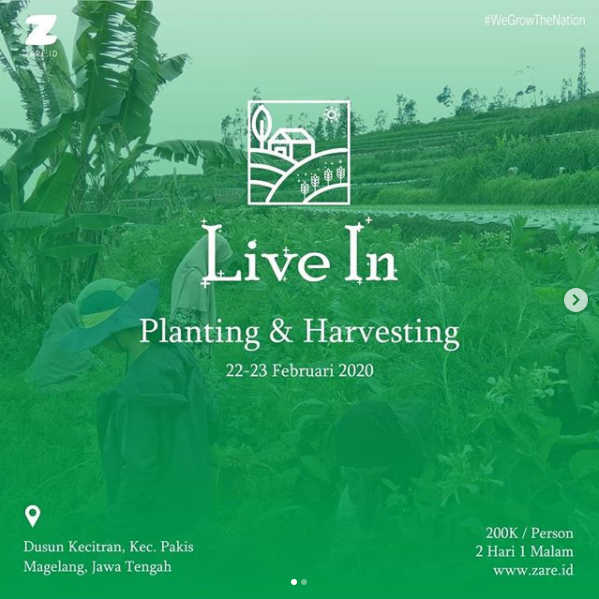 Z
ZARE.ID
#WeGrowTheNation
Live In
Planting & Harvesting
22-23 Februari 2020
Dusun Kecitran, Kec. Pakis
Magelang, Jawa Tengah
200K / Person
2 Hari 1 Malam
www.zare.id